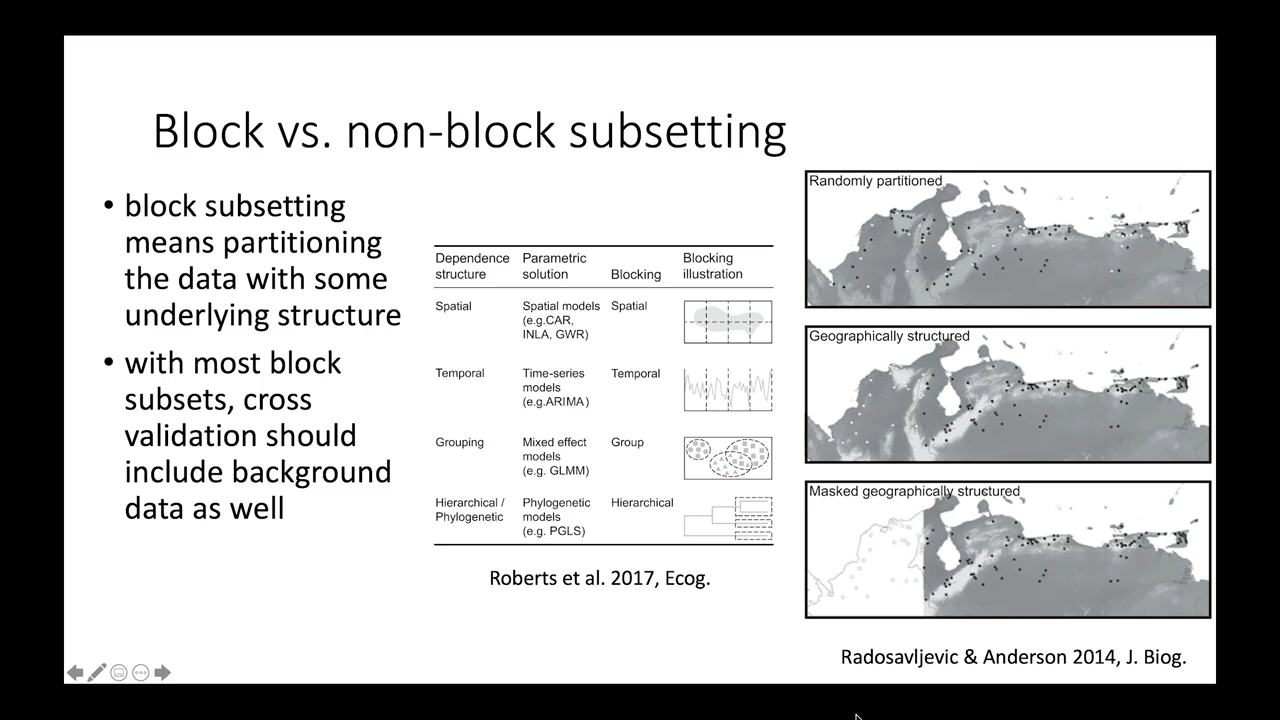 Block vs. non-block subsetting
• block subsetting
means partitioning
the data with some
underlying structure
• with most block
subsets, cross
validation should
include background
data as well
Dependence structure Parametric solution Blocking Blocking illustration
Spatial Spatial models (e.g.CAR, INLA, GWR) Spatial
Temporal Time-series models (e.g.ARIMA) Temporal
Grouping Mixed effect models (e.g. GLMM) Group
Hierarchical / Phylogenetic Phylogenetic models (e.g. PGLS) Hierarchical
Roberts et al. 2017, Ecog.
Randomly partitioned
Geographically structured
Masked geographically structured
Radosavljevic & Anderson 2014, J. Biog.